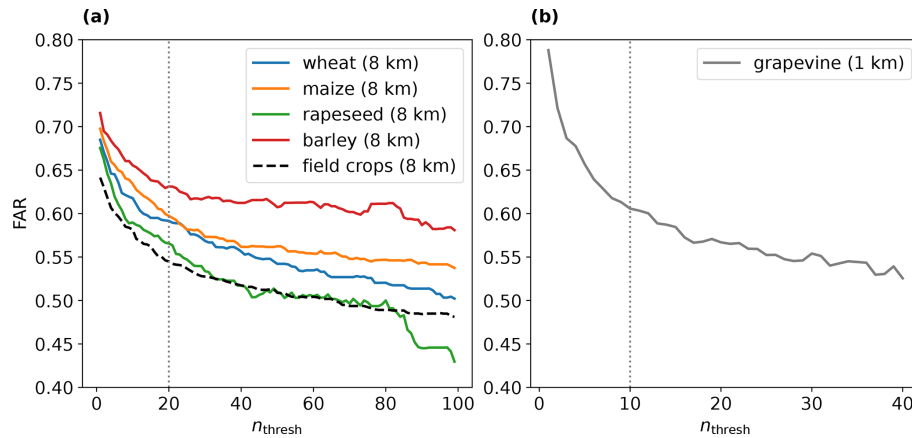 (a)
FAR
0.80
0.75
0.70
0.65
0.60
0.55
0.50
0.45
0.40
wheat (8 km)
maize (8 km)
rapeseed (8 km)
barley (8 km)
field crops (8 km)
0 20 40 60 80 100
n_thresh
(b)
0.80
0.75
0.70
0.65
0.60
0.55
0.50
0.45
0.40
grapevine (1 km)
0 10 20 30 40
n_thresh